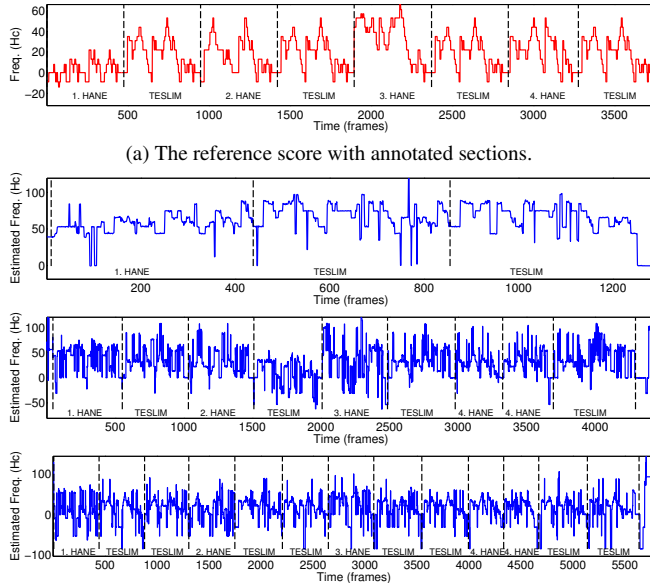 60
40
20
0
−20
Freq. (Hc)
1. HANE TESLIM 2. HANE TESLIM 3. HANE TESLIM 4. HANE TESLIM
500 1000 1500 2000 2500 3000 3500
Time (frames)
(a) The reference score with annotated sections.
100
50
0
Estimated Freq. (Hc)
1. HANE TESLIM TESLIM
200 400 600 800 1000 1200
Time (frames)
100
50
0
−50
Estimated Freq. (Hc)
1. HANE TESLIM 2. HANE TESLIM 3. HANE TESLIM 4. HANE 4. HANE TESLIM
500 1000 1500 2000 2500 3000 3500 4000
Time (frames)
100
0
−100
Estimated Freq. (Hc)
1. HANE TESLIM TESLIM 2. HANE TESLIM TESLIM 3. HANE TESLIM TESLIM 4. HANE 4. HANE TESLIM TESLIM
500 1000 1500 2000 2500 3000 3500 4000 4500 5000 5500
Time (frames)